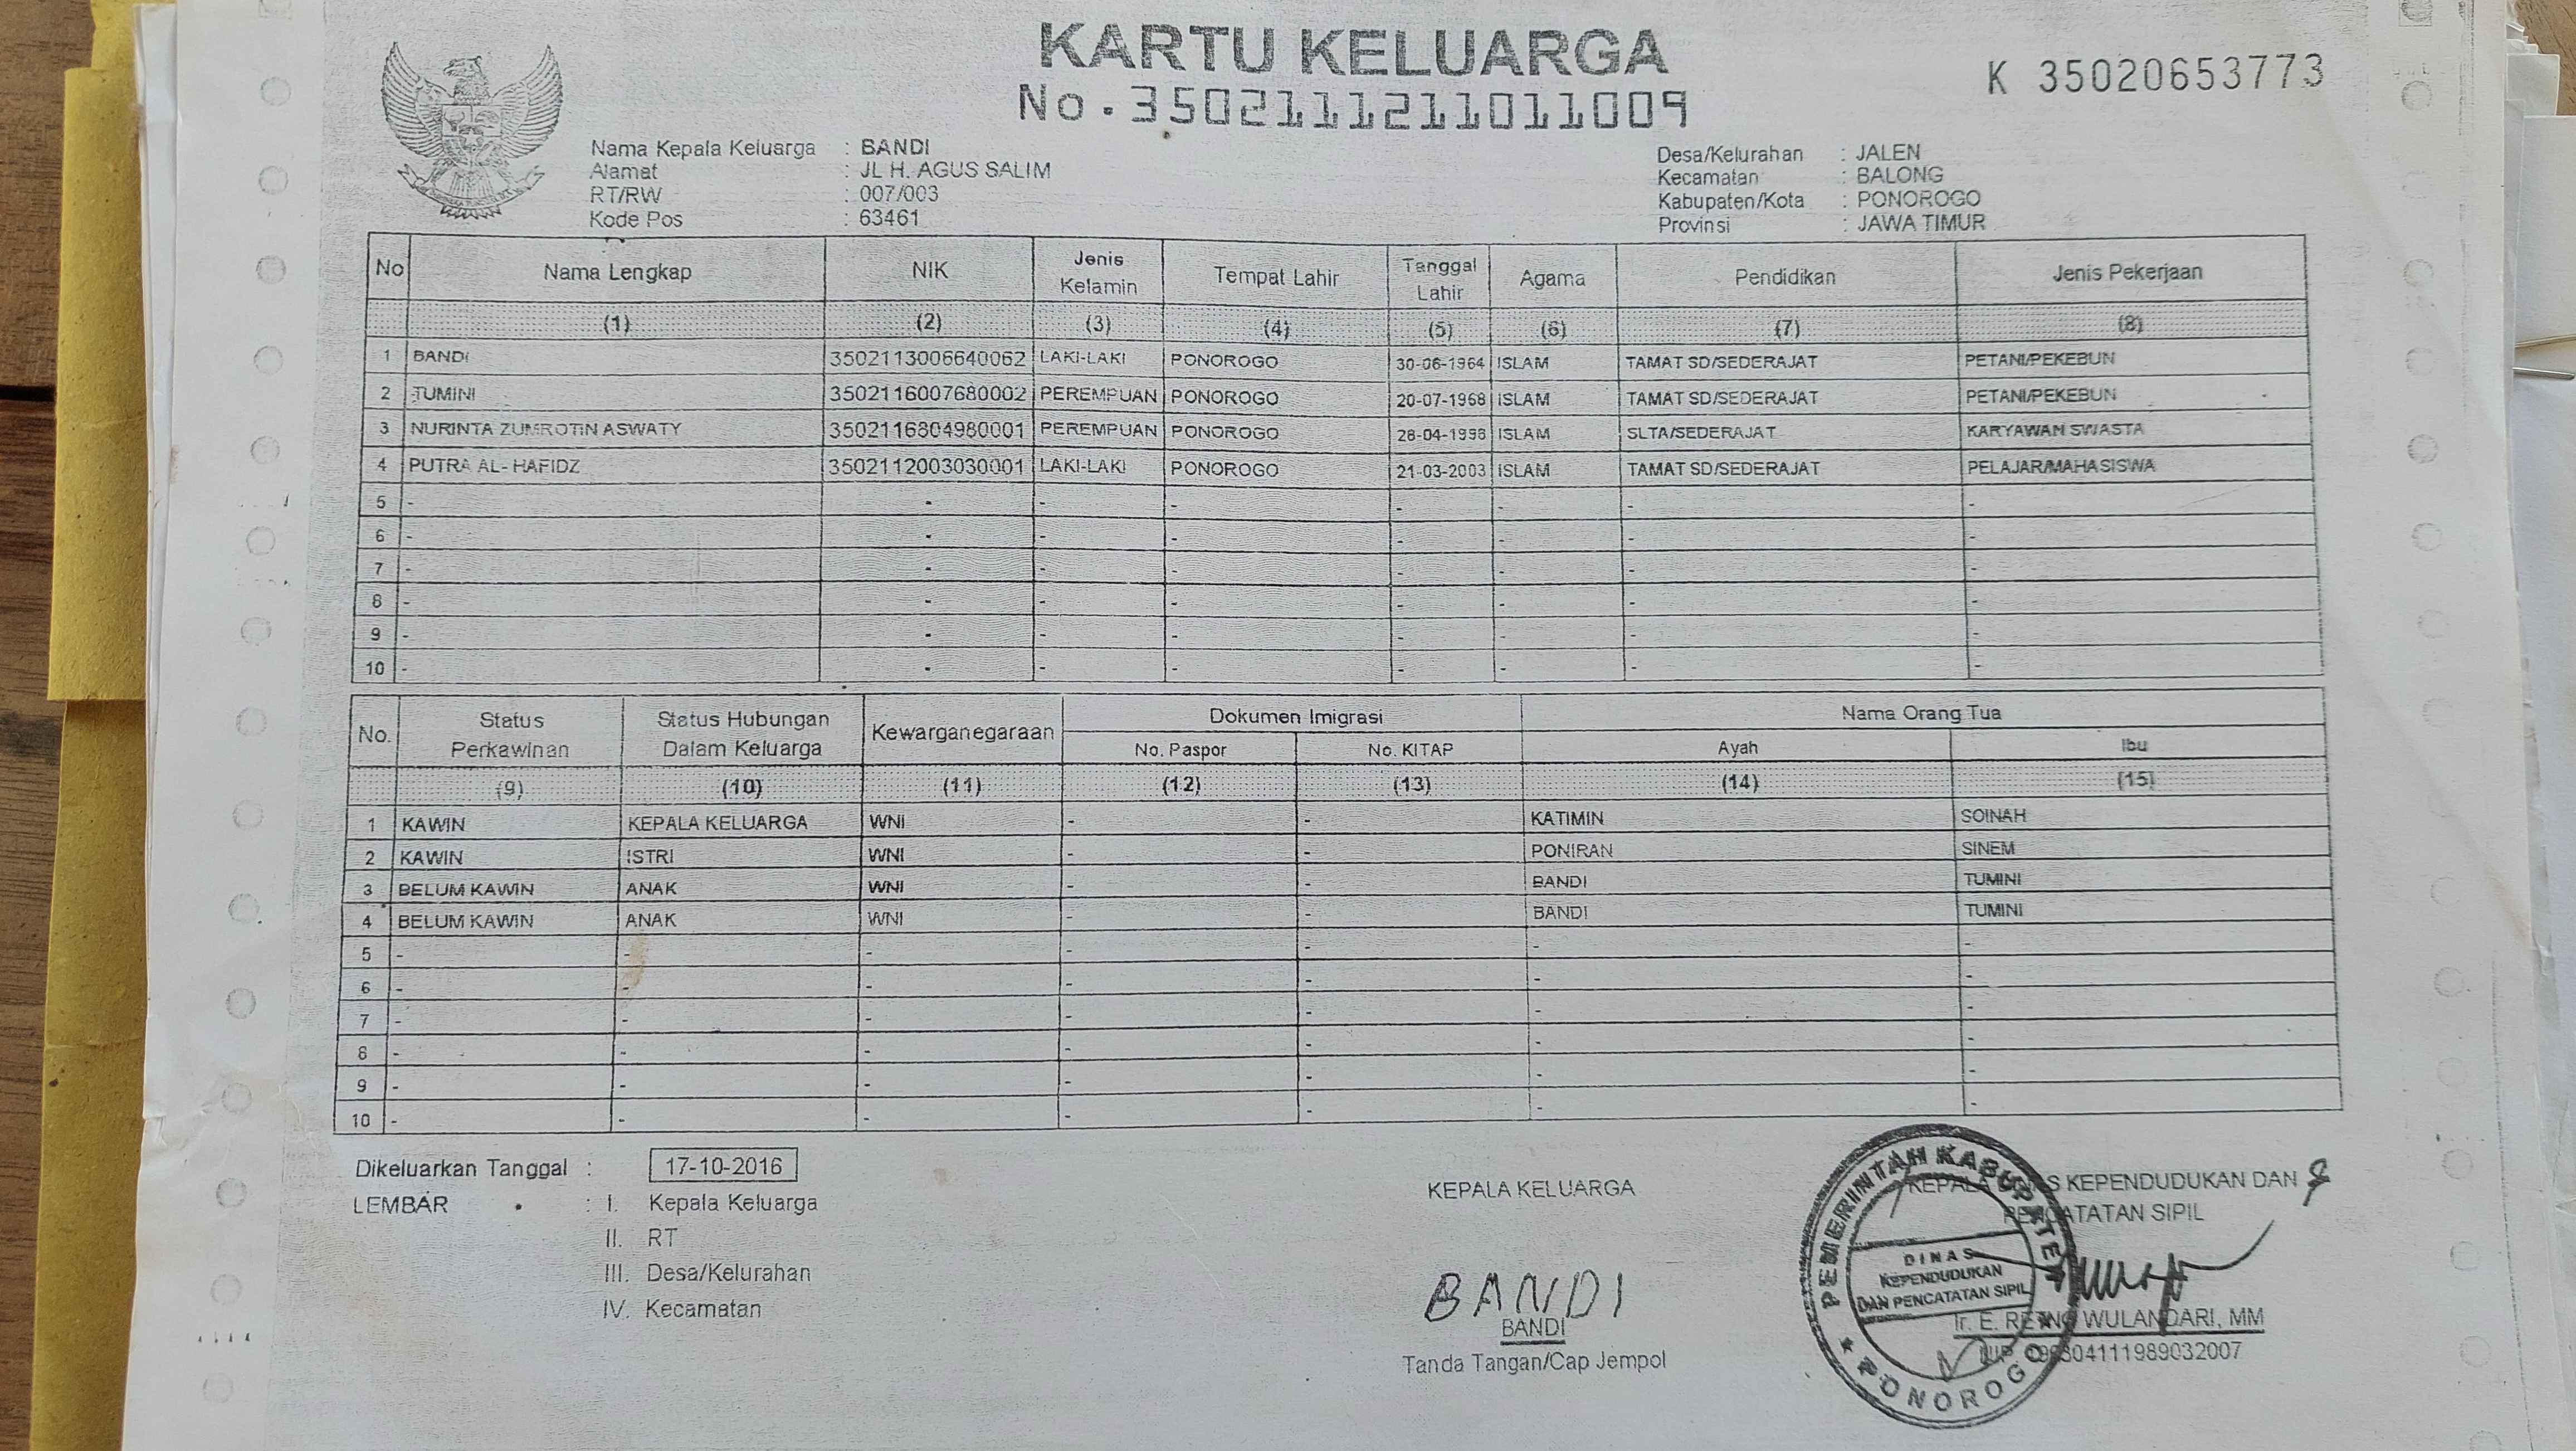 KARTU KELUARGA
No. 3502111211011009
K 35020653773
Nama Kepala Keluarga : BANDI
Alamat : JL H. AGUS SALIM
RT/RW : 007/003
Kode Pos : 63461
Desa/Kelurahan : JALEN
Kecamatan : BALONG
Kabupaten/Kota : PONOROGO
Provinsi : JAWA TIMUR
No Nama Lengkap NIK Jenis Kelamin Tempat Lahir Tanggal Lahir Agama Pendidikan Jenis Pekerjaan
(1) (2) (3) (4) (5) (6) (7) (8)
1 BANDI 3502113006640062 LAKI-LAKI PONOROGO 30-06-1964 ISLAM TAMAT SD/SEDERAJAT PETANI/PEKEBUN
2 TUMINI 3502116007680002 PEREMPUAN PONOROGO 20-07-1968 ISLAM TAMAT SD/SEDERAJAT PETANI/PEKEBUN
3 NURINTA ZUMROTIN ASWATY 3502116804980001 PEREMPUAN PONOROGO 28-04-1998 ISLAM SLTA/SEDERAJAT KARYAWAN SWASTA
4 PUTRA AL- HAFIDZ 3502112003030001 LAKI-LAKI PONOROGO 21-03-2003 ISLAM TAMAT SD/SEDERAJAT PELAJAR/MAHASISWA
5 - - - - - - - -
6 - - - - - - - -
7 - - - - - - - -
8 - - - - - - - -
9 - - - - - - - -
10 - - - - - - - -
No. Status Perkawinan Status Hubungan Dalam Keluarga Kewarganegaraan Dokumen Imigrasi Nama Orang Tua
No. Paspor No. KITAP Ayah Ibu
(9) (10) (11) (12) (13) (14) (15)
1 KAWIN KEPALA KELUARGA WNI - - KATIMIN SOINAH
2 KAWIN ISTRI WNI - - PONIRAN SINEM
3 BELUM KAWIN ANAK WNI - - BANDI TUMINI
4 BELUM KAWIN ANAK WNI - - BANDI TUMINI
5 - - - - - - -
6 - - - - - - -
7 - - - - - - -
8 - - - - - - -
9 - - - - - - -
10 - - - - - - -
Dikeluarkan Tanggal : 17-10-2016
LEMBAR : I. Kepala Keluarga
II. RT
III. Desa/Kelurahan
IV. Kecamatan
KEPALA KELUARGA
BANDI
BANDI
Tanda Tangan/Cap Jempol
KEPALA DINAS KEPENDUDUKAN DAN
PENCATATAN SIPIL
PEMERINTAH KABUPATEN
DINAS
KEPENDUDUKAN
DAN PENCATATAN SIPIL
PONOROGO
Ir. E. RETNO WULANDARI, MM
NIP. 04111989032007